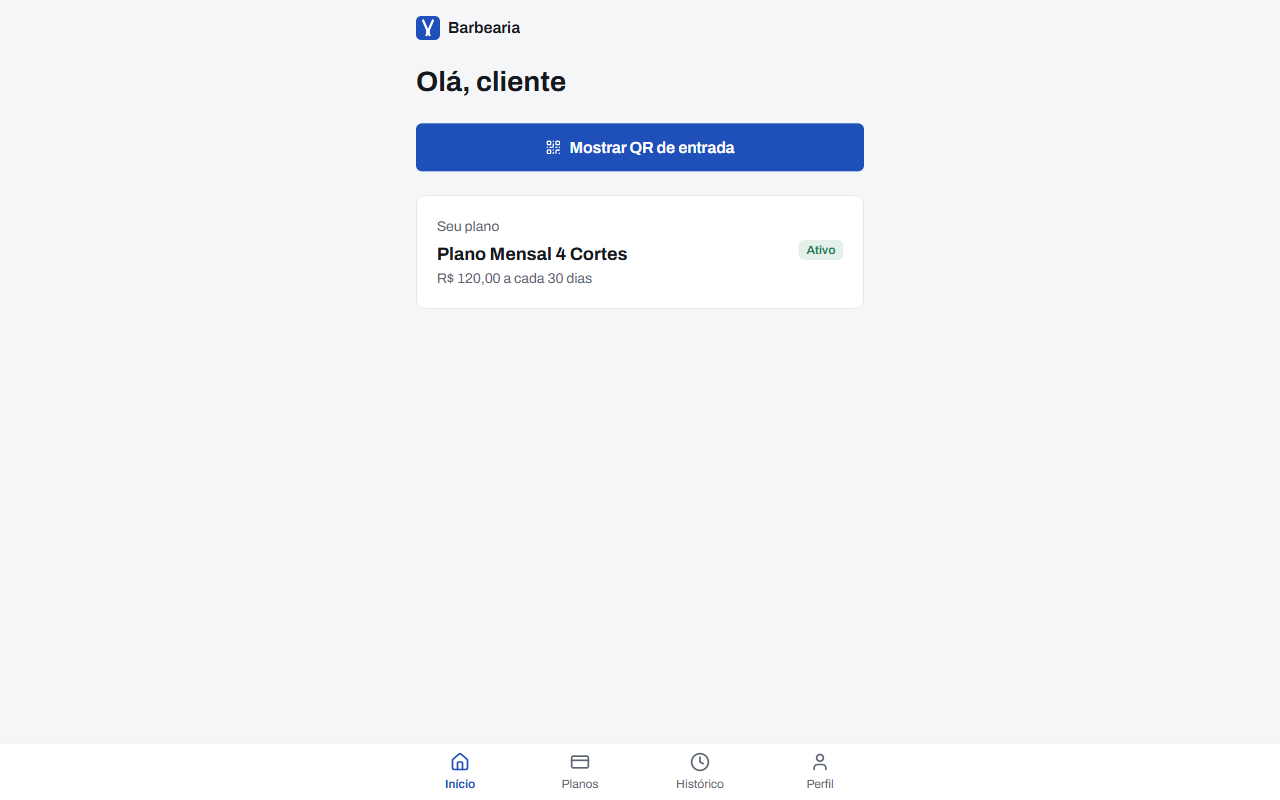 Barbearia
Olá, cliente
Mostrar QR de entrada
Seu plano
Plano Mensal 4 Cortes
Ativo
R$ 120,00 a cada 30 dias
Início
Planos
Histórico
Perfil